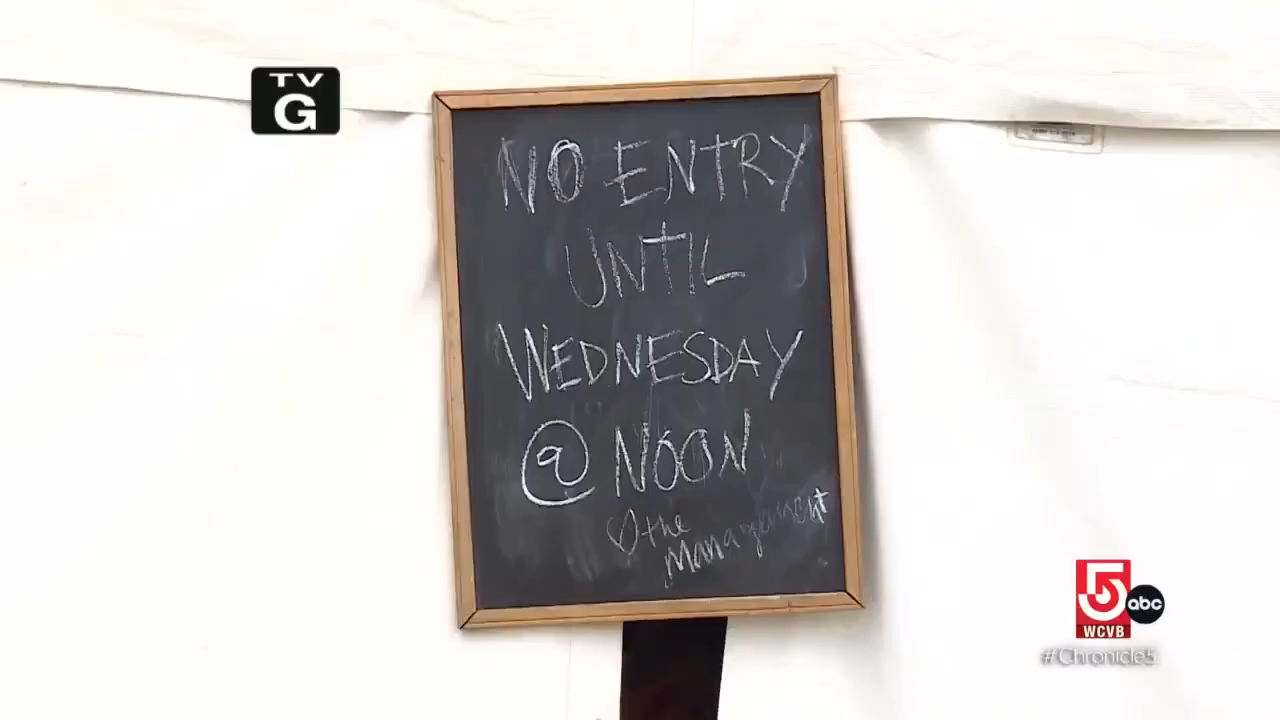 TV
G
NO ENTRY
UNTIL
WEDNESDAY
@ NOON
♡ the
Management
5
abc
WCVB
#Chronicle5